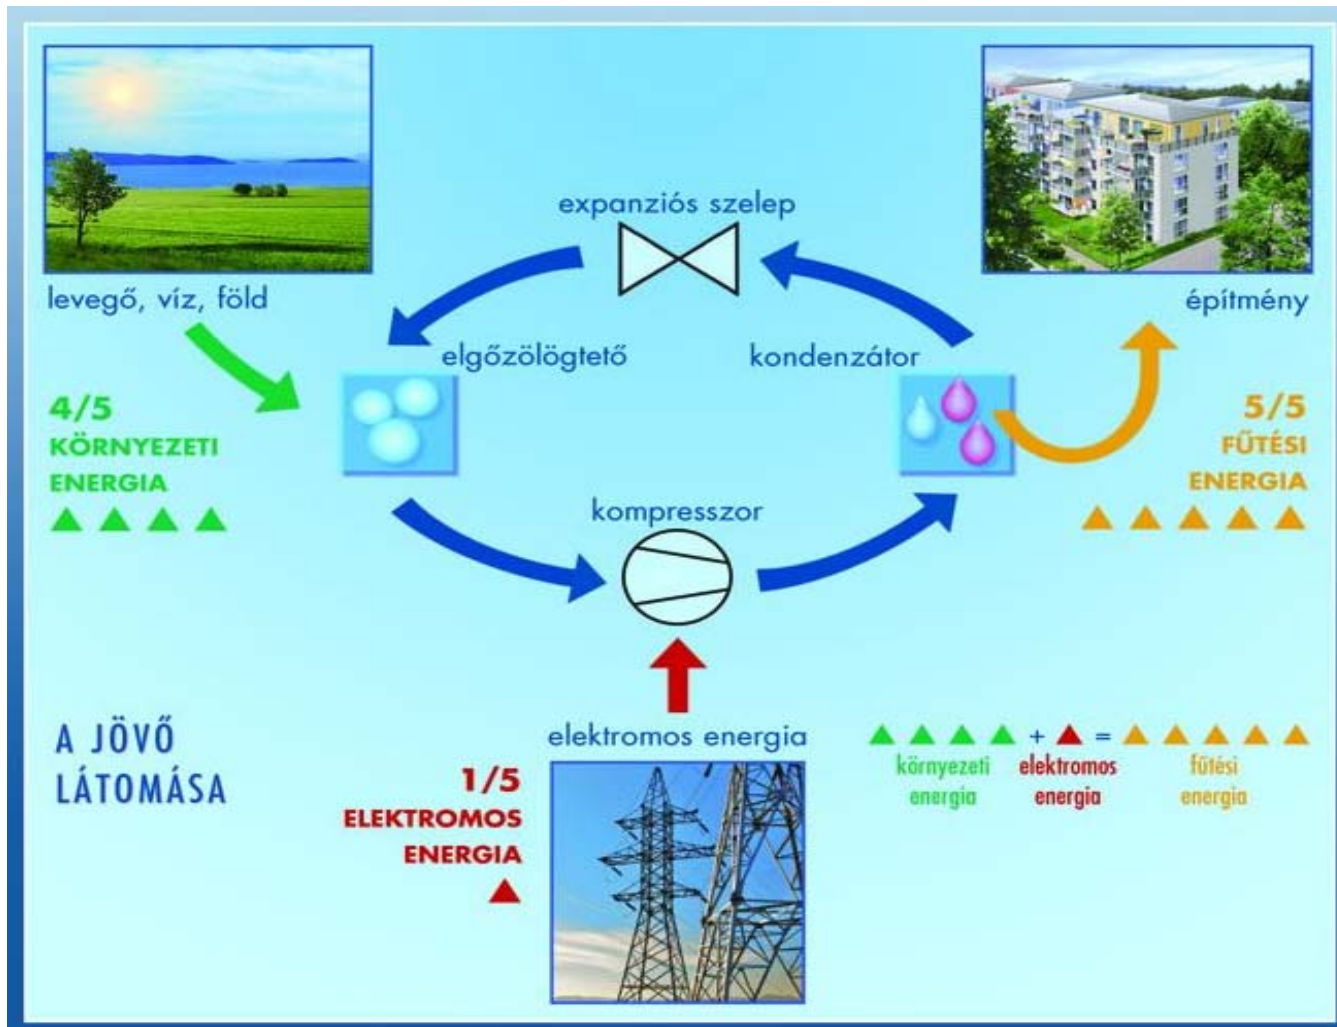 expanziós szelep
levegő, víz, föld
építmény
elgőzölögtető
kondenzátor
4/5
KÖRNYEZETI
ENERGIA
5/5
FŰTÉSI
ENERGIA
kompresszor
A JÖVŐ
LÁTOMÁSA
elektromos energia
1/5
ELEKTROMOS
ENERGIA
+ =
környezeti
energia
elektromos
energia
fűtési
energia